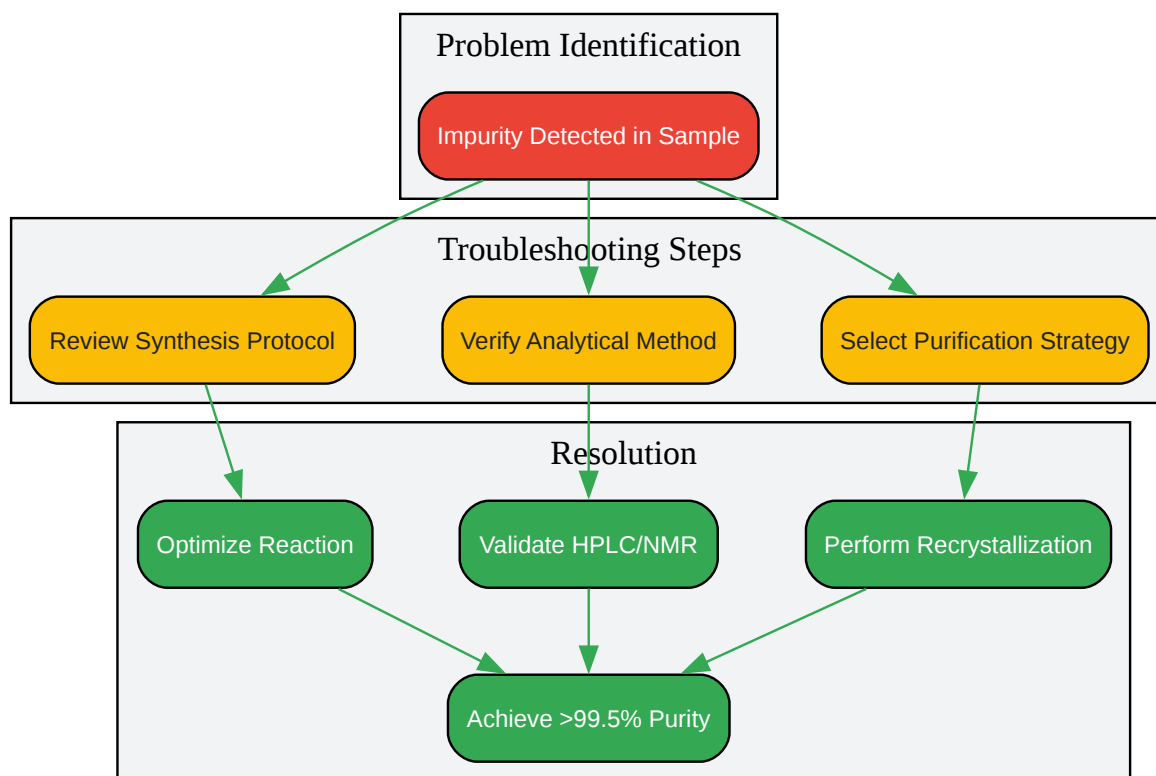 Problem Identification
Impurity Detected in Sample
Troubleshooting Steps
Review Synthesis Protocol
Verify Analytical Method
Select Purification Strategy
Resolution
Optimize Reaction
Validate HPLC/NMR
Perform Recrystallization
Achieve >99.5% Purity